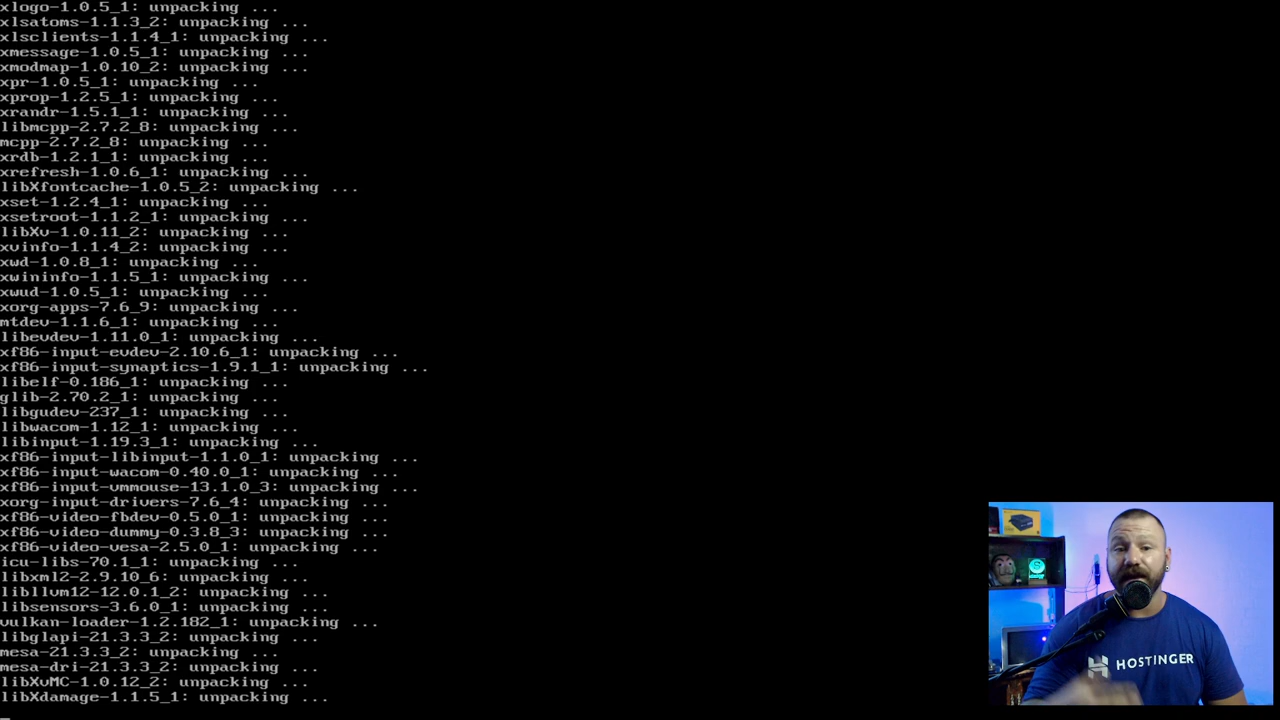 xlogo-1.0.5_1: unpacking ...
xlsatoms-1.1.3_2: unpacking ...
xlsclients-1.1.4_1: unpacking ...
xmessage-1.0.5_1: unpacking ...
xmodmap-1.0.10_2: unpacking ...
xpr-1.0.5_1: unpacking ...
xprop-1.2.5_1: unpacking ...
xrandr-1.5.1_1: unpacking ...
libmcpp-2.7.2_8: unpacking ...
mcpp-2.7.2_8: unpacking ...
xrdb-1.2.1_1: unpacking ...
xrefresh-1.0.6_1: unpacking ...
libXfontcache-1.0.5_2: unpacking ...
xset-1.2.4_1: unpacking ...
xsetroot-1.1.2_1: unpacking ...
libXv-1.0.11_2: unpacking ...
xvinfo-1.1.4_2: unpacking ...
xwd-1.0.8_1: unpacking ...
xwininfo-1.1.5_1: unpacking ...
xwud-1.0.5_1: unpacking ...
xorg-apps-7.6_9: unpacking ...
mtdev-1.1.6_1: unpacking ...
libevdev-1.11.0_1: unpacking ...
xf86-input-evdev-2.10.6_1: unpacking ...
xf86-input-synaptics-1.9.1_1: unpacking ...
libelf-0.186_1: unpacking ...
glib-2.70.2_1: unpacking ...
libgudev-237_1: unpacking ...
libwacom-1.12_1: unpacking ...
libinput-1.19.3_1: unpacking ...
xf86-input-libinput-1.1.0_1: unpacking ...
xf86-input-wacom-0.40.0_1: unpacking ...
xf86-input-vmmouse-13.1.0_3: unpacking ...
xorg-input-drivers-7.6_4: unpacking ...
xf86-video-fbdev-0.5.0_1: unpacking ...
xf86-video-dummy-0.3.8_3: unpacking ...
xf86-video-vesa-2.5.0_1: unpacking ...
icu-libs-70.1_1: unpacking ...
libxml2-2.9.10_6: unpacking ...
libllvm12-12.0.1_2: unpacking ...
libsensors-3.6.0_1: unpacking ...
vulkan-loader-1.2.182_1: unpacking ...
libglapi-21.3.3_2: unpacking ...
mesa-21.3.3_2: unpacking ...
mesa-dri-21.3.3_2: unpacking ...
libXvMC-1.0.12_2: unpacking ...
libXdamage-1.1.5_1: unpacking ...
HOSTINGER